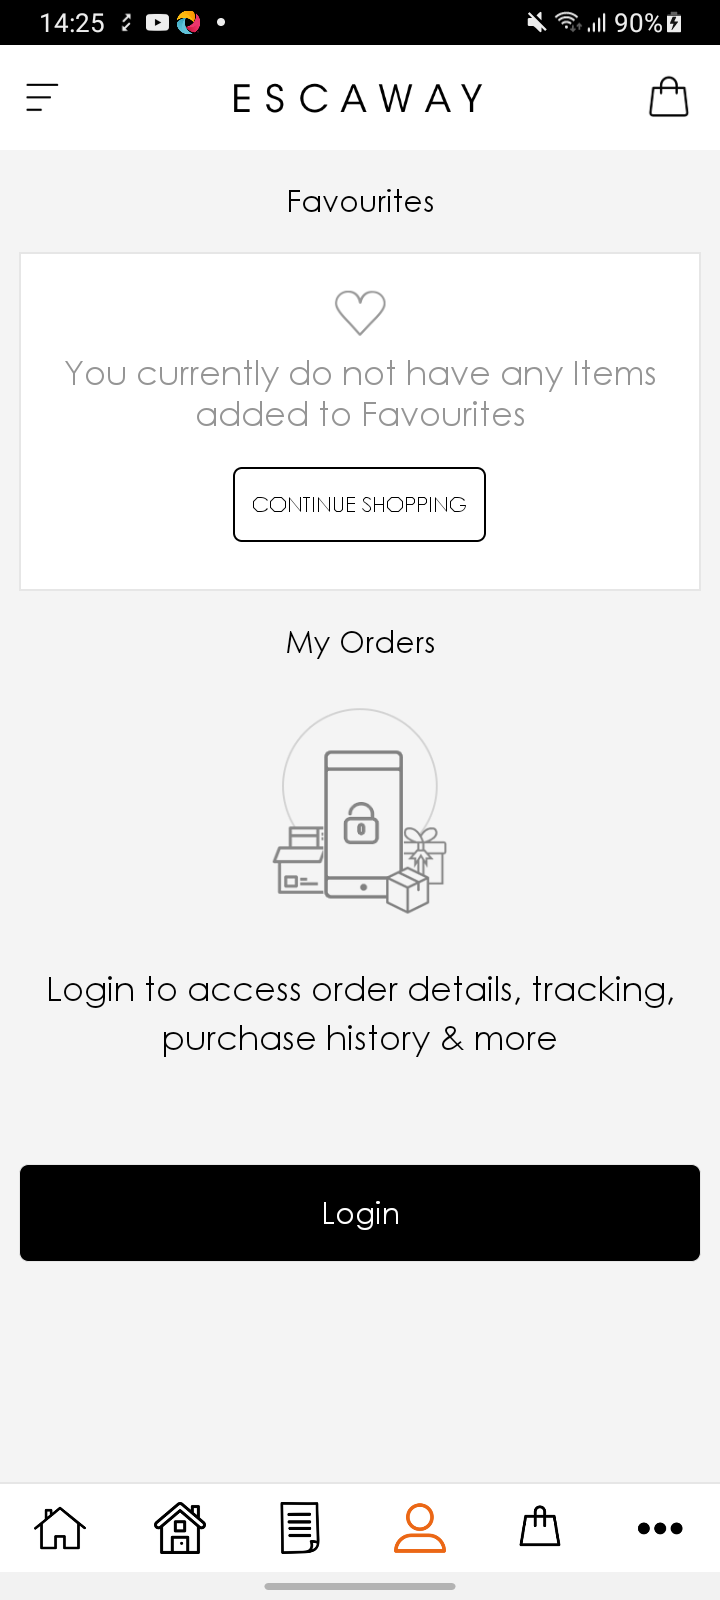 14:25
90%
ESCAWAY
Favourites
You currently do not have any Items
added to Favourites
CONTINUE SHOPPING
My Orders
Login to access order details, tracking,
purchase history & more
Login